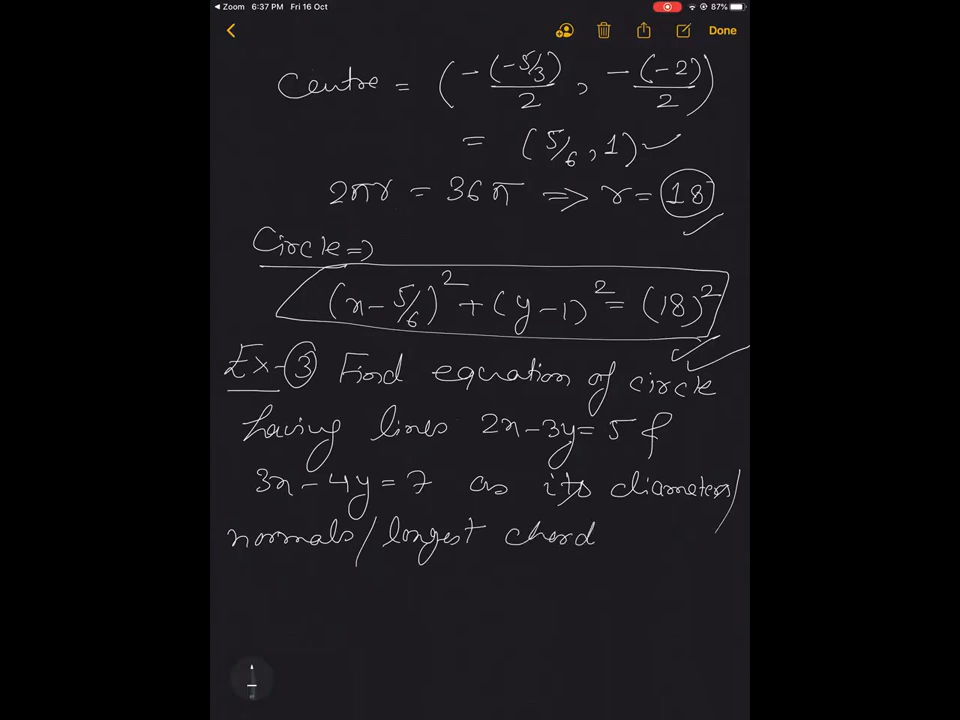 Zoom 6:37 PM Fri 16 Oct 87%
Done
Centre = (-(-5/3)/2, -(-2)/2)
= (5/6, 1)
2πr = 36π ⟹ r = 18
Circle ⇒
(x - 5/6)² + (y - 1)² = (18)²
Ex-3 Find equation of circle
having lines 2x - 3y = 5 &
3x - 4y = 7 as its diameters/
normals/longest chord